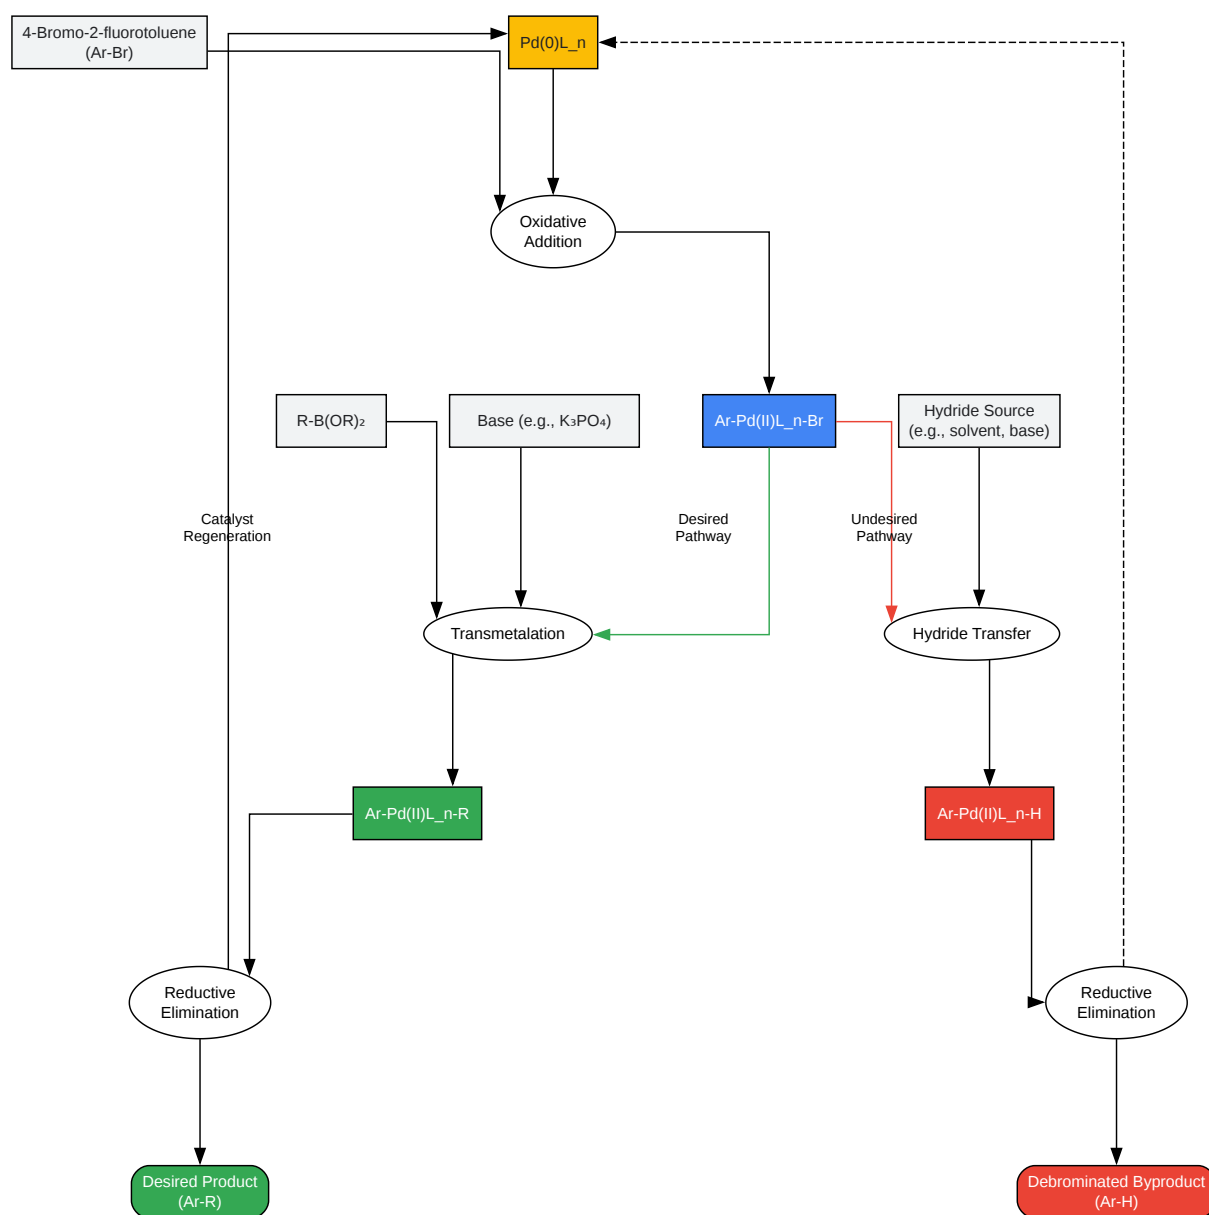 4-Bromo-2-fluorotoluene
(Ar-Br)
Pd(0)L_n
Oxidative
Addition
R-B(OR)₂
Base (e.g., K₃PO₄)
Ar-Pd(II)L_n-Br
Hydride Source
(e.g., solvent, base)
Catalyst
Regeneration
Desired
Pathway
Undesired
Pathway
Transmetalation
Hydride Transfer
Ar-Pd(II)L_n-R
Ar-Pd(II)L_n-H
Reductive
Elimination
Reductive
Elimination
Desired Product
(Ar-R)
Debrominated Byproduct
(Ar-H)